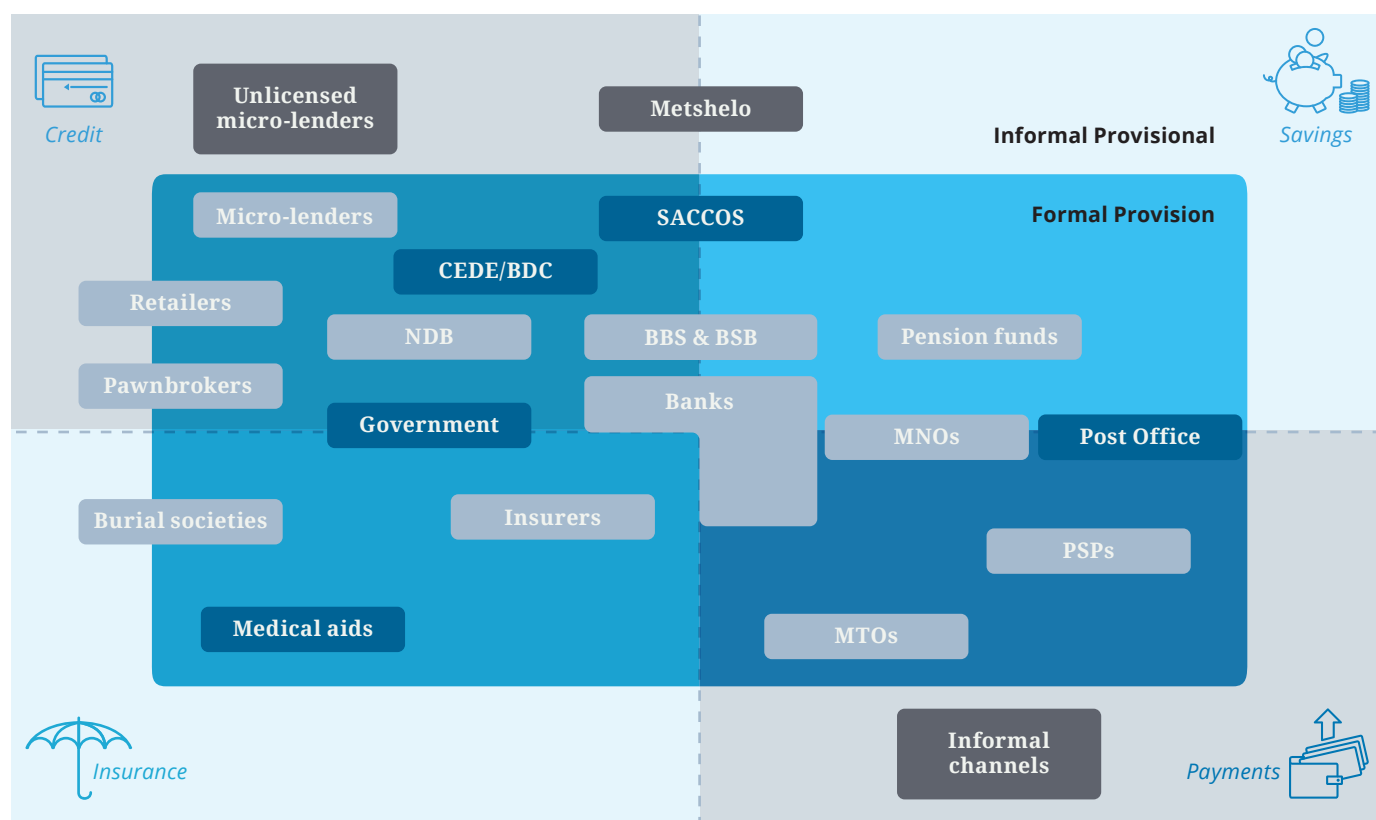 Unlicensed
micro-lenders
Metshelo
Credit
Informal Provisional
Savings
Micro-lenders
SACCOS
Formal Provision
CEDE/BDC
Retailers
NDB
BBS & BSB
Pension funds
Pawnbrokers
Banks
Government
MNOs
Post Office
Burial societies
Insurers
PSPs
Medical aids
MTOs
Informal
channels
Insurance
Payments